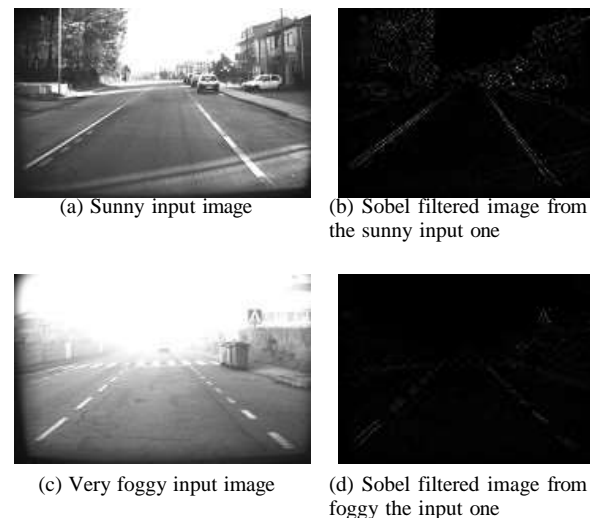 (a) Sunny input image
(b) Sobel filtered image from
the sunny input one
(c) Very foggy input image
(d) Sobel filtered image from
foggy the input one